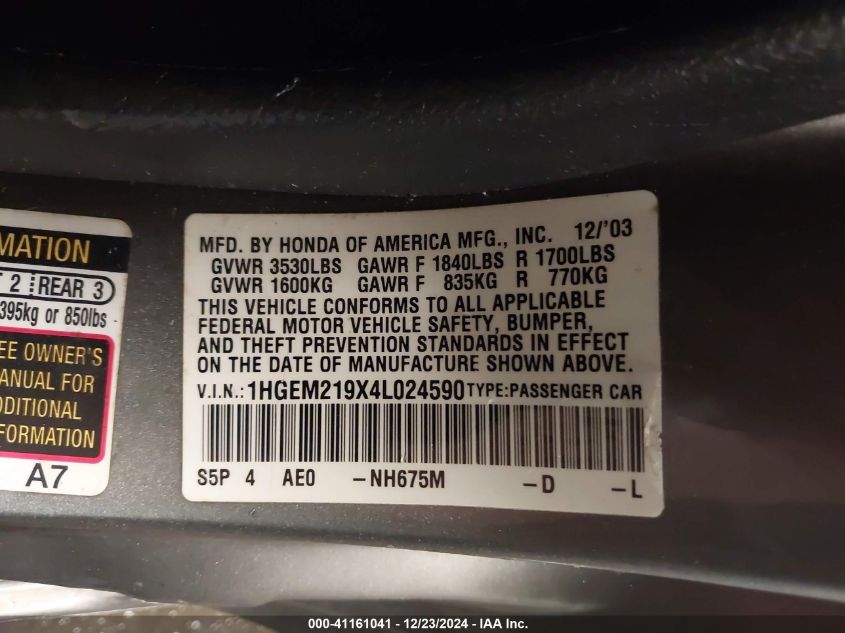 MATION
T 2 REAR 3
395kg or 850lbs
EE OWNER'S
ANUAL FOR
DDITIONAL
FORMATION
A7
MFD. BY HONDA OF AMERICA MFG., INC. 12/'03
GVWR 3530LBS GAWR F 1840LBS R 1700LBS
GVWR 1600KG GAWR F 835KG R 770KG
THIS VEHICLE CONFORMS TO ALL APPLICABLE
FEDERAL MOTOR VEHICLE SAFETY, BUMPER,
AND THEFT PREVENTION STANDARDS IN EFFECT
ON THE DATE OF MANUFACTURE SHOWN ABOVE.
V.I.N.: 1HGEM219X4L024590 TYPE:PASSENGER CAR
S5P 4 AE0 -NH675M -D -L
000-41161041 - 12/23/2024 - IAA Inc.